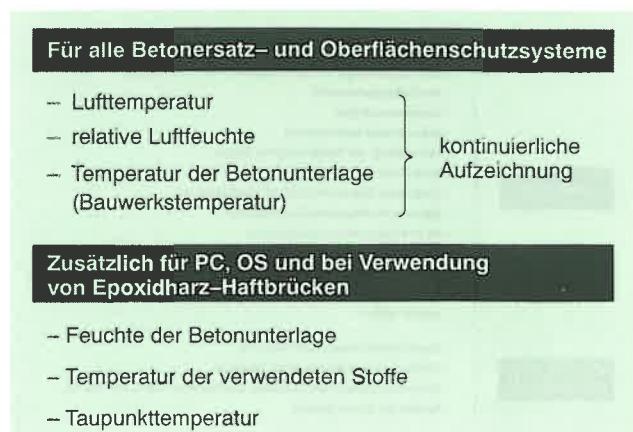 Für alle Betonersatz– und Oberflächenschutzsysteme
– Lufttemperatur
– relative Luftfeuchte
– Temperatur der Betonunterlage
(Bauwerkstemperatur)
kontinuierliche
Aufzeichnung
Zusätzlich für PC, OS und bei Verwendung
von Epoxidharz–Haftbrücken
– Feuchte der Betonunterlage
– Temperatur der verwendeten Stoffe
– Taupunkttemperatur